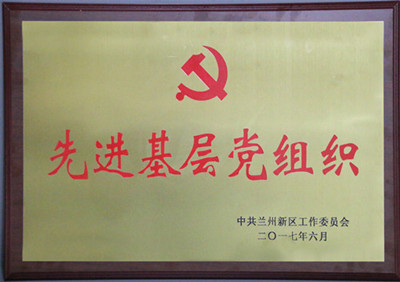 先进基层党组织
中共兰州新区工作委员会
二〇一七年六月